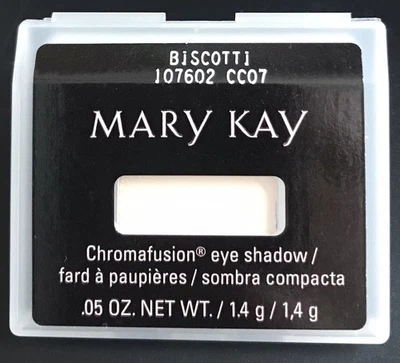 BiSCOTTi
107602 CC07
MARY KAY
Chromafusion® eye shadow /
fard à paupières / sombra compacta
.05 OZ. NET WT. / 1.4 g / 1,4 g